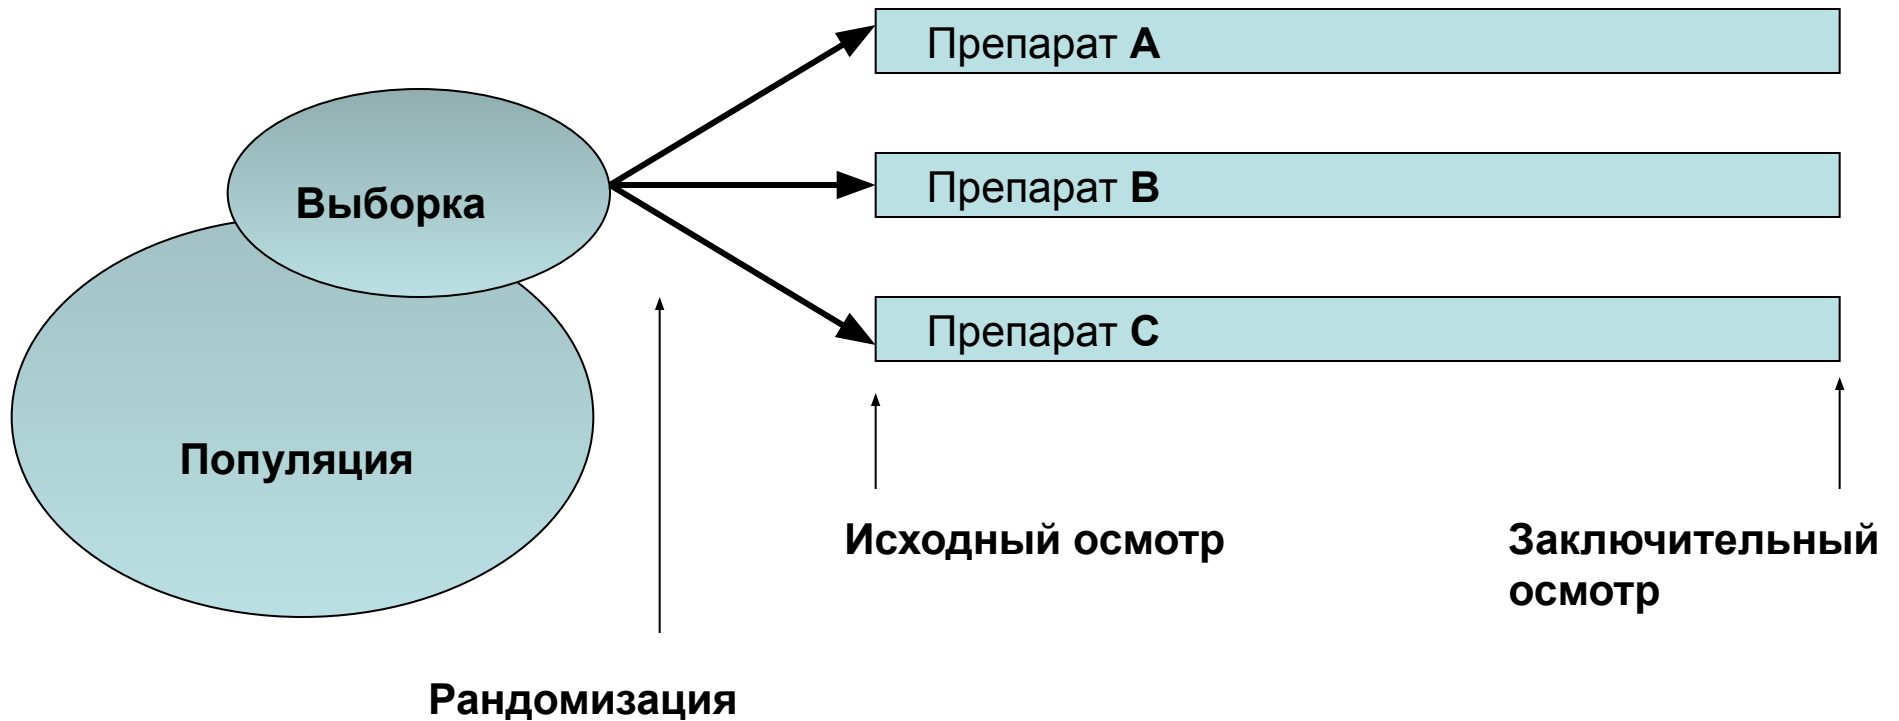 Препарат A
Выборка
Препарат B
Препарат C
Популяция
Исходный осмотр
Заключительный
осмотр
Рандомизация